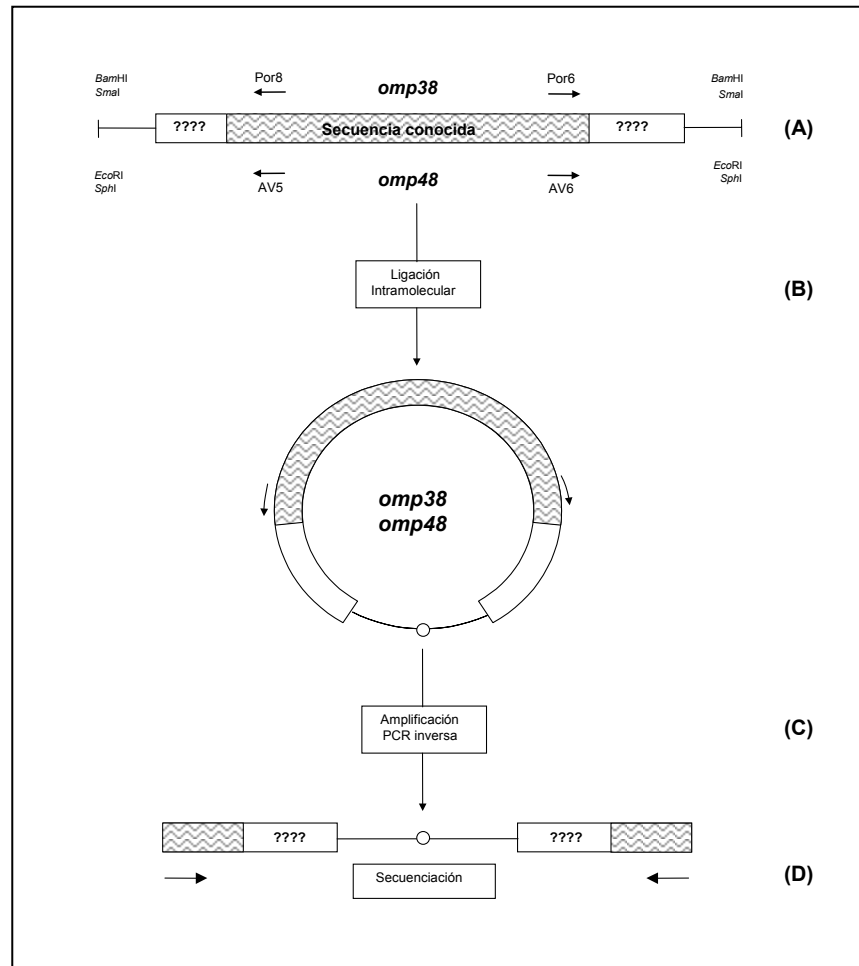 Por8
omp38
Por6
BamHI
SmaI
BamHI
SmaI
????
Secuencia conocida
????
(A)
EcoRI
SphI
AV5
omp48
AV6
EcoRI
SphI
Ligación
Intramolecular
(B)
omp38
omp48
Amplificación
PCR inversa
(C)
????
????
Secuenciación
(D)